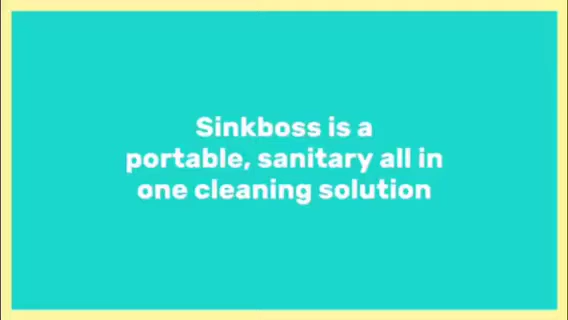 Sinkboss is a
portable, sanitary all in
one cleaning solution